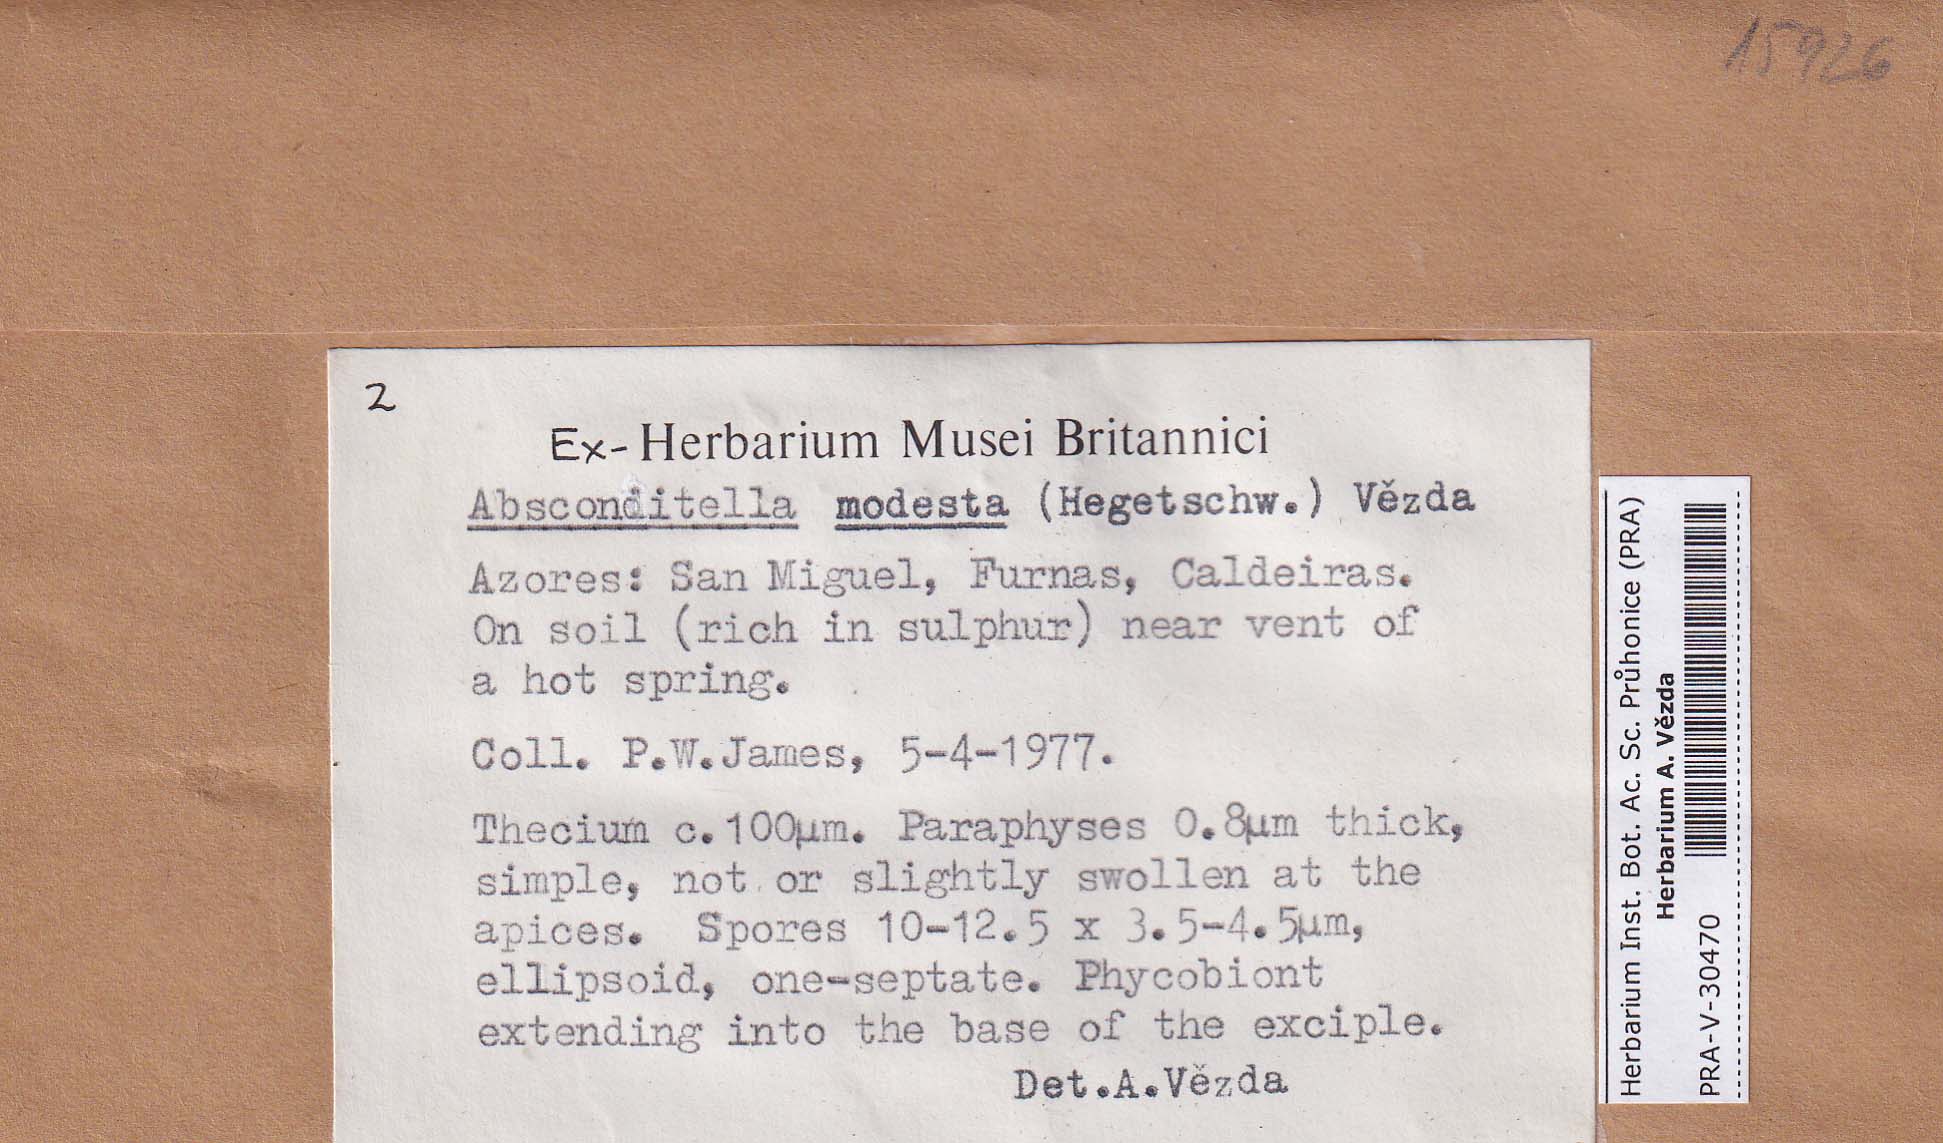 15926
2
Ex- Herbarium Musei Britannici
Absconditella modesta (Hegetschw.) Vězda
Azores: San Miguel, Furnas, Caldeiras.
On soil (rich in sulphur) near vent of
a hot spring.
Coll. P.W.James, 5-4-1977.
Thecium c.100µm. Paraphyses 0.8µm thick,
simple, not or slightly swollen at the
apices. Spores 10-12.5 x 3.5-4.5µm,
ellipsoid, one-septate. Phycobiont
extending into the base of the exciple.
Det.A.Vězda
Herbarium Inst. Bot. Ac. Sc. Průhonice (PRA)
Herbarium A. Vězda
PRA-V-30470